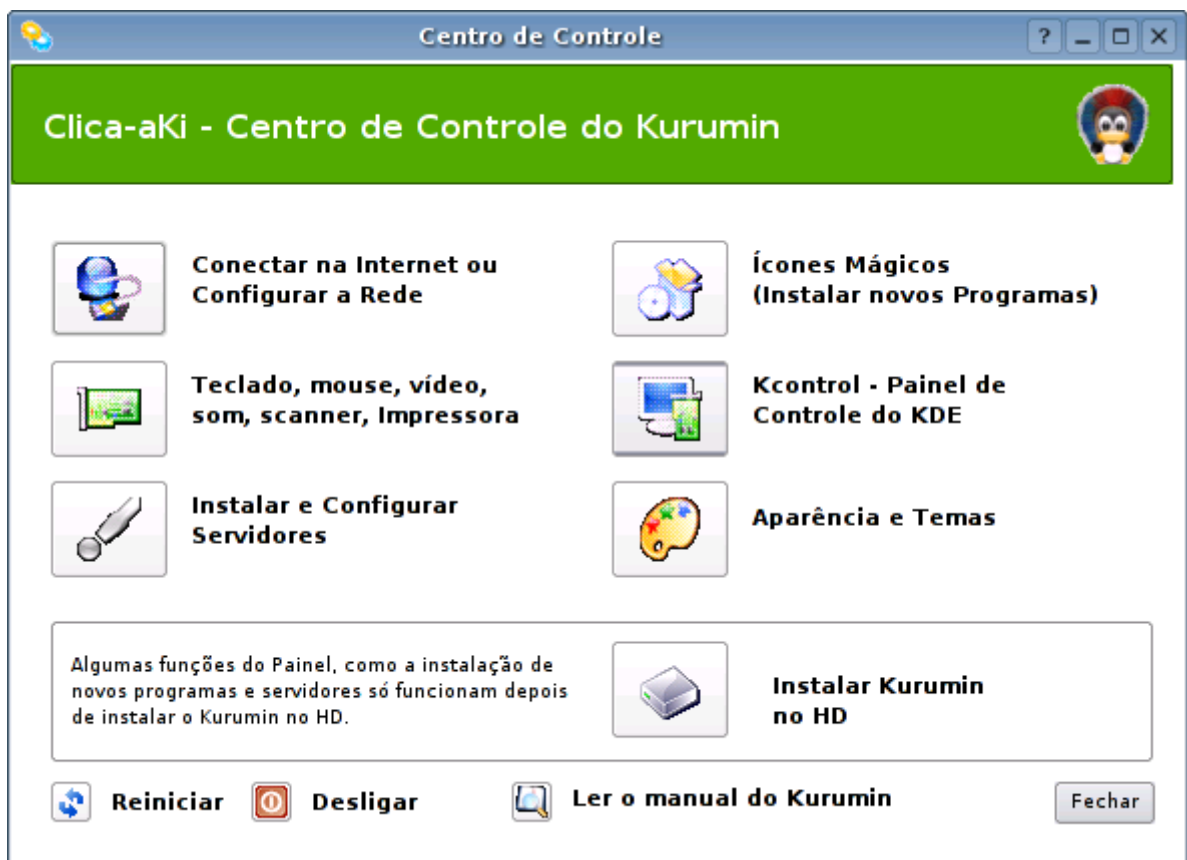 Centro de Controle
Clica-aKi - Centro de Controle do Kurumin
Conectar na Internet ou
Configurar a Rede
Ícones Mágicos
(Instalar novos Programas)
Teclado, mouse, vídeo,
som, scanner, Impressora
Kcontrol - Painel de
Controle do KDE
Instalar e Configurar
Servidores
Aparência e Temas
Algumas funções do Painel, como a instalação de
novos programas e servidores só funcionam depois
de instalar o Kurumin no HD.
Instalar Kurumin
no HD
Reiniciar
Desligar
Ler o manual do Kurumin
Fechar